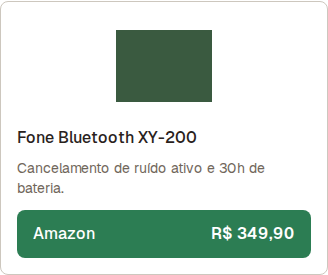 Fone Bluetooth XY-200
Cancelamento de ruído ativo e 30h de
bateria.
Amazon R$ 349,90